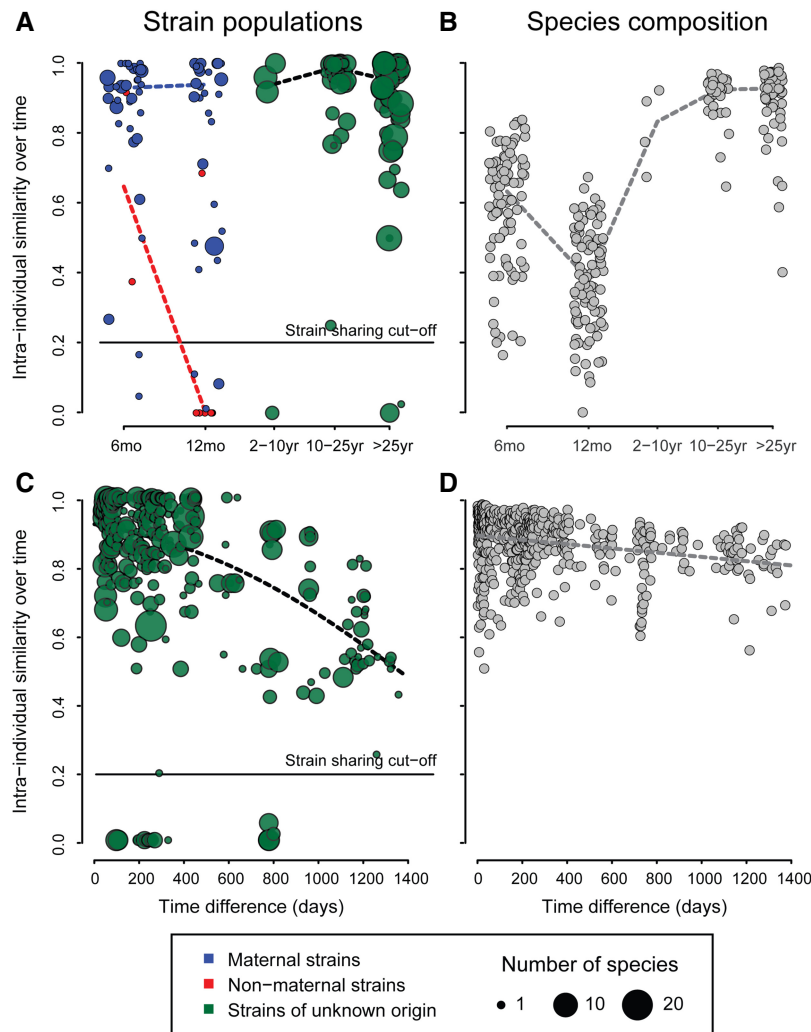 A Strain populations
B Species composition
Intra−individual similarity over time
1.0
0.8
0.6
0.4
0.2
0.0
Strain sharing cut−off
6mo 12mo 2−10yr 10−25yr >25yr
6mo 12mo 2−10yr 10−25yr >25yr
C
D
Intra−individual similarity over time
1.0
0.8
0.6
0.4
0.2
0.0
Strain sharing cut−off
0 200 400 600 800 1000 1200 1400
Time difference (days)
0 200 400 600 800 1000 1200 1400
Time difference (days)
Maternal strains
Non−maternal strains
Strains of unknown origin
Number of species
1 10 20